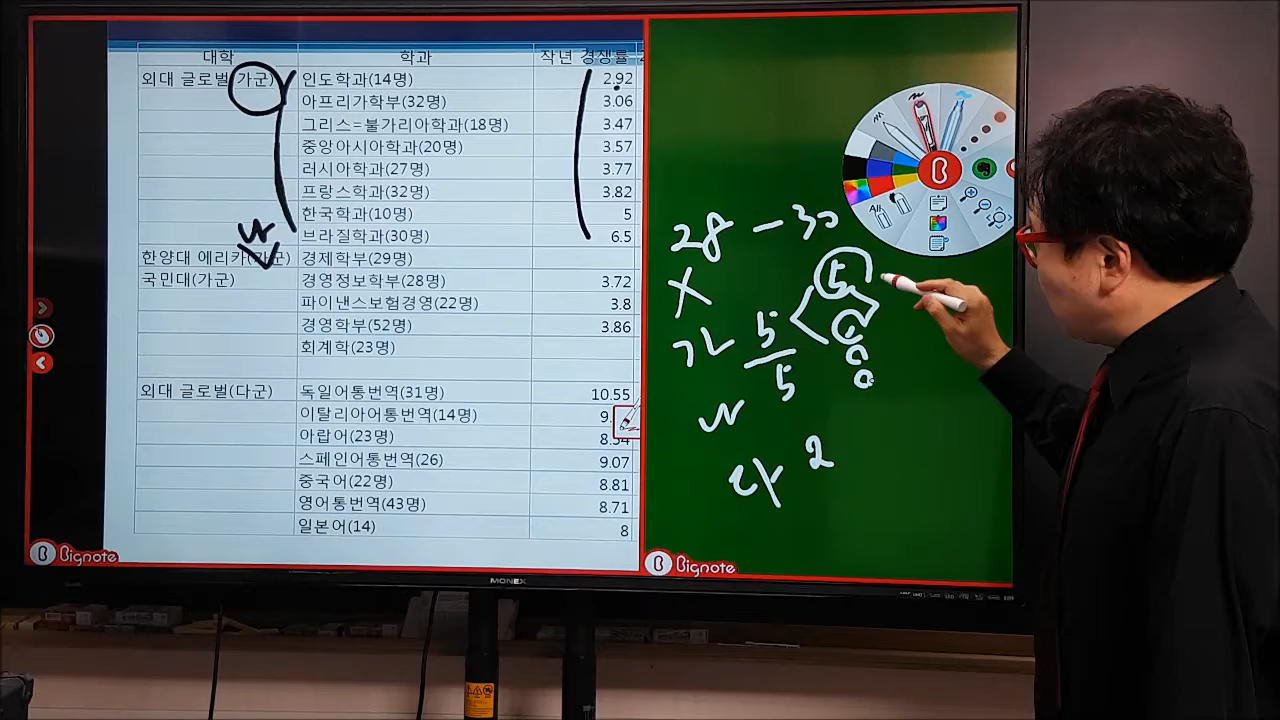 대학 학과 작년 경쟁률
외대 글로벌(가군) 인도학과(14명) 2.92
아프리가학부(32명) 3.06
그리스=불가리아학과(18명) 3.47
중앙아시아학과(20명) 3.57
러시아학과(27명) 3.77
프랑스학과(32명) 3.82
한국학과(10명) 5
브라질학과(30명) 6.5
나
한양대 에리카(가군) 경제학부(29명)
국민대(가군) 경영정보학부(28명) 3.72
파이낸스보험경영(22명) 3.8
경영학부(52명) 3.86
회계학(23명)
외대 글로벌(다군) 독일어통번역(31명) 10.55
이탈리아어통번역(14명) 9.
아랍어(23명) 8.54
스페인어통번역(26) 9.07
중국어(22명) 8.81
영어통번역(43명) 8.71
일본어(14) 8
Bignote
28 - 30
X
가 5/5 5
나
다 2
All
Bignote
MONEX